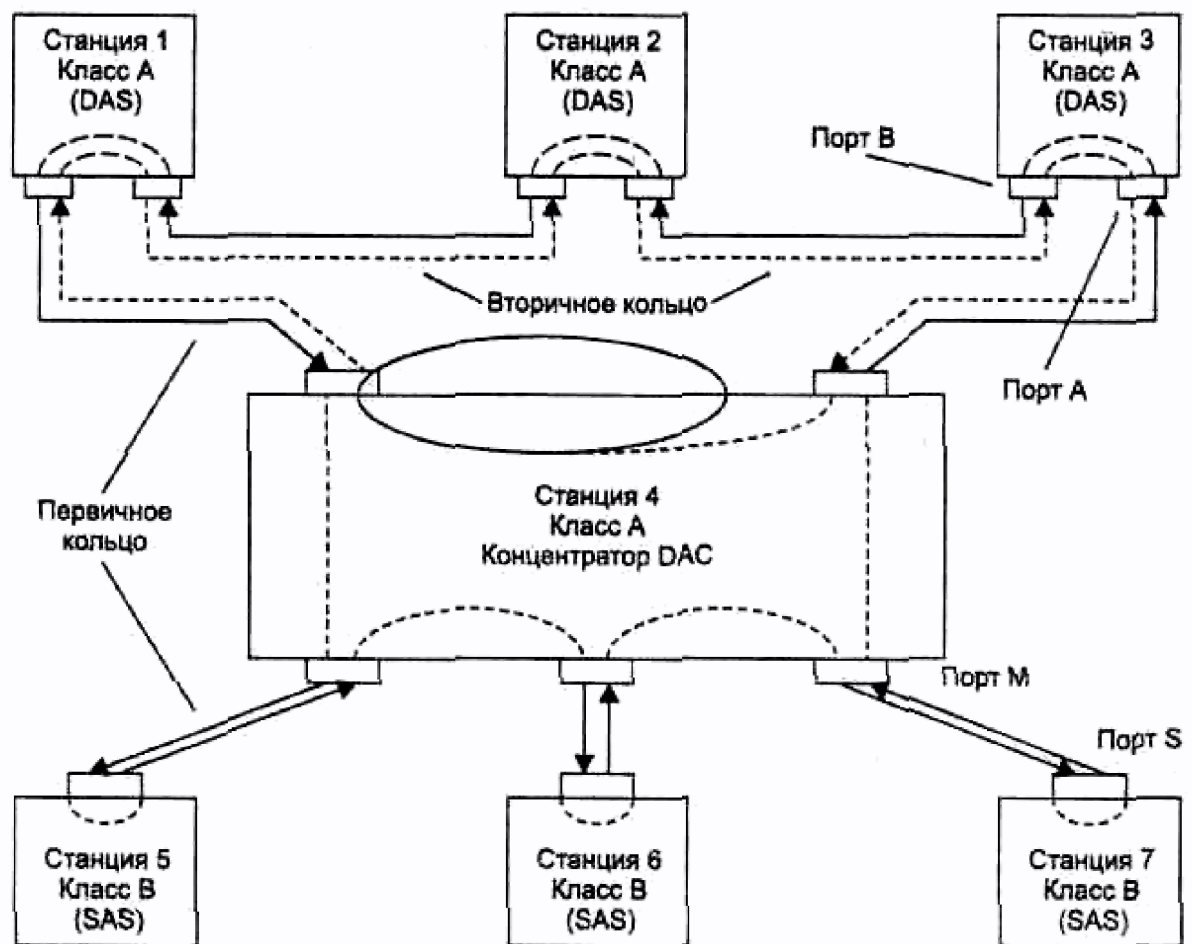 Станция 1
Класс А
(DAS)
Станция 2
Класс А
(DAS)
Станция 3
Класс А
(DAS)
Порт В
Вторичное кольцо
Порт А
Первичное
кольцо
Станция 4
Класс А
Концентратор DAC
Порт М
Порт S
Станция 5
Класс В
(SAS)
Станция 6
Класс В
(SAS)
Станция 7
Класс В
(SAS)